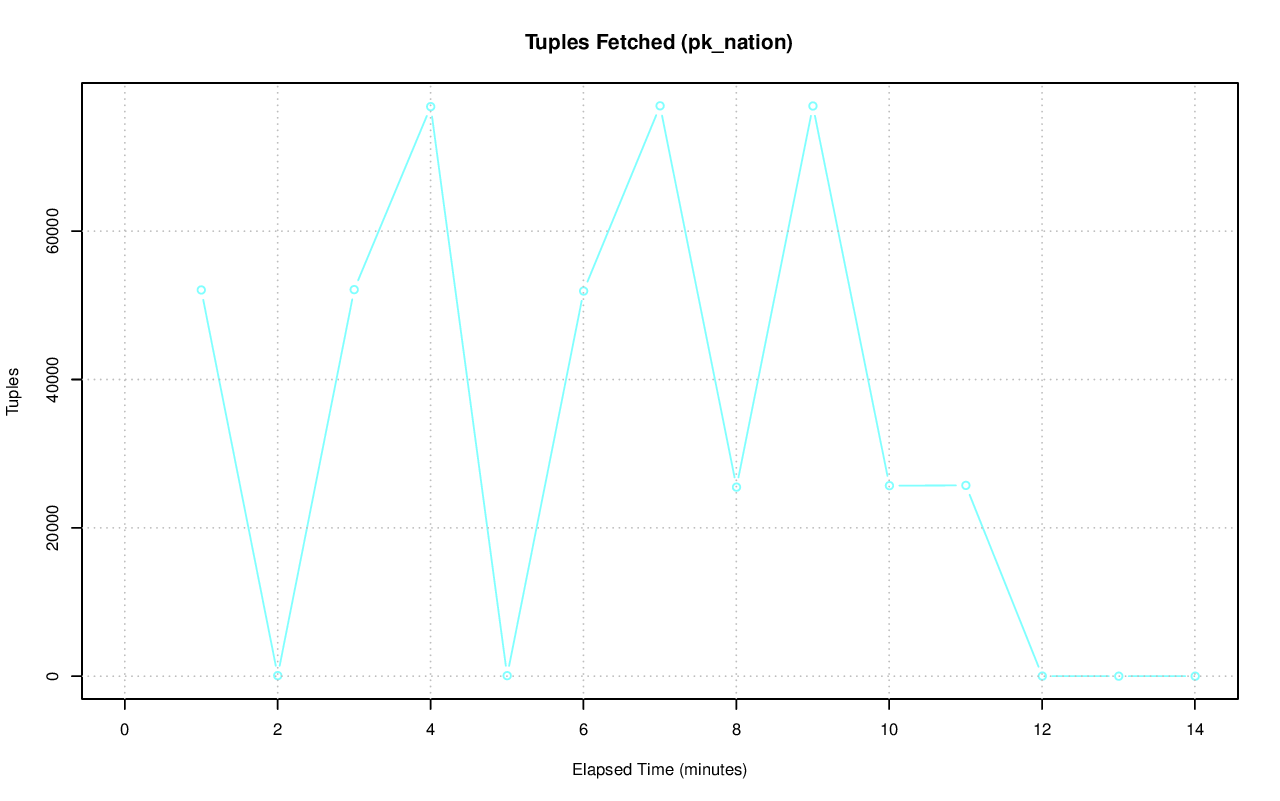 Tuples Fetched (pk_nation)
Tuples
60000
40000
20000
0
0 2 4 6 8 10 12 14
Elapsed Time (minutes)